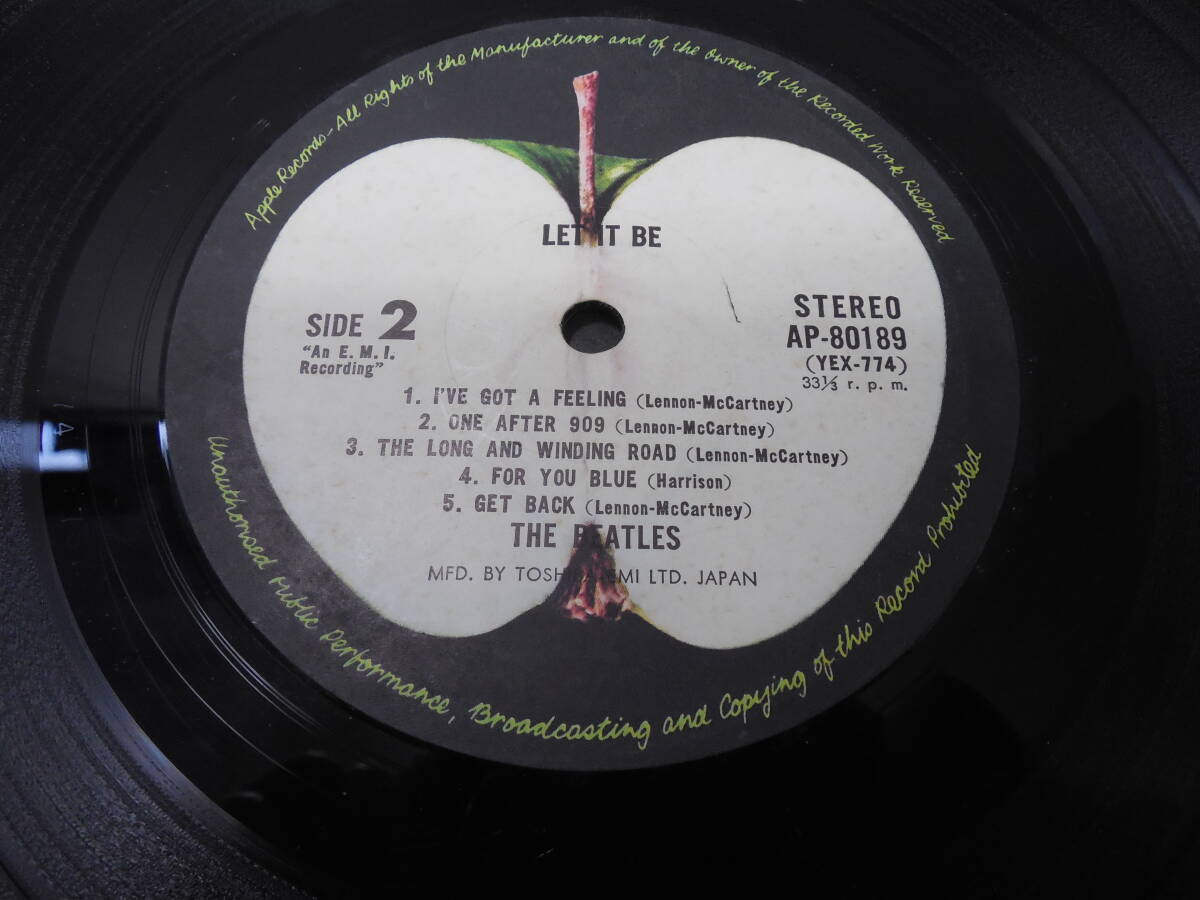 Apple Records-All Rights of the Manufacturer and of the Owner of the Recorded Work Reserved
LET IT BE
SIDE 2
"An E. M. I.
Recording"
STEREO
AP-80189
(YEX-774)
33⅓ r. p. m.
1. I'VE GOT A FEELING (Lennon-McCartney)
2. ONE AFTER 909 (Lennon-McCartney)
3. THE LONG AND WINDING ROAD (Lennon-McCartney)
4. FOR YOU BLUE (Harrison)
5. GET BACK (Lennon-McCartney)
THE BEATLES
MFD. BY TOSHIBA-EMI LTD. JAPAN
Unauthorised Public Performance, Broadcasting and Copying of this Record Prohibited